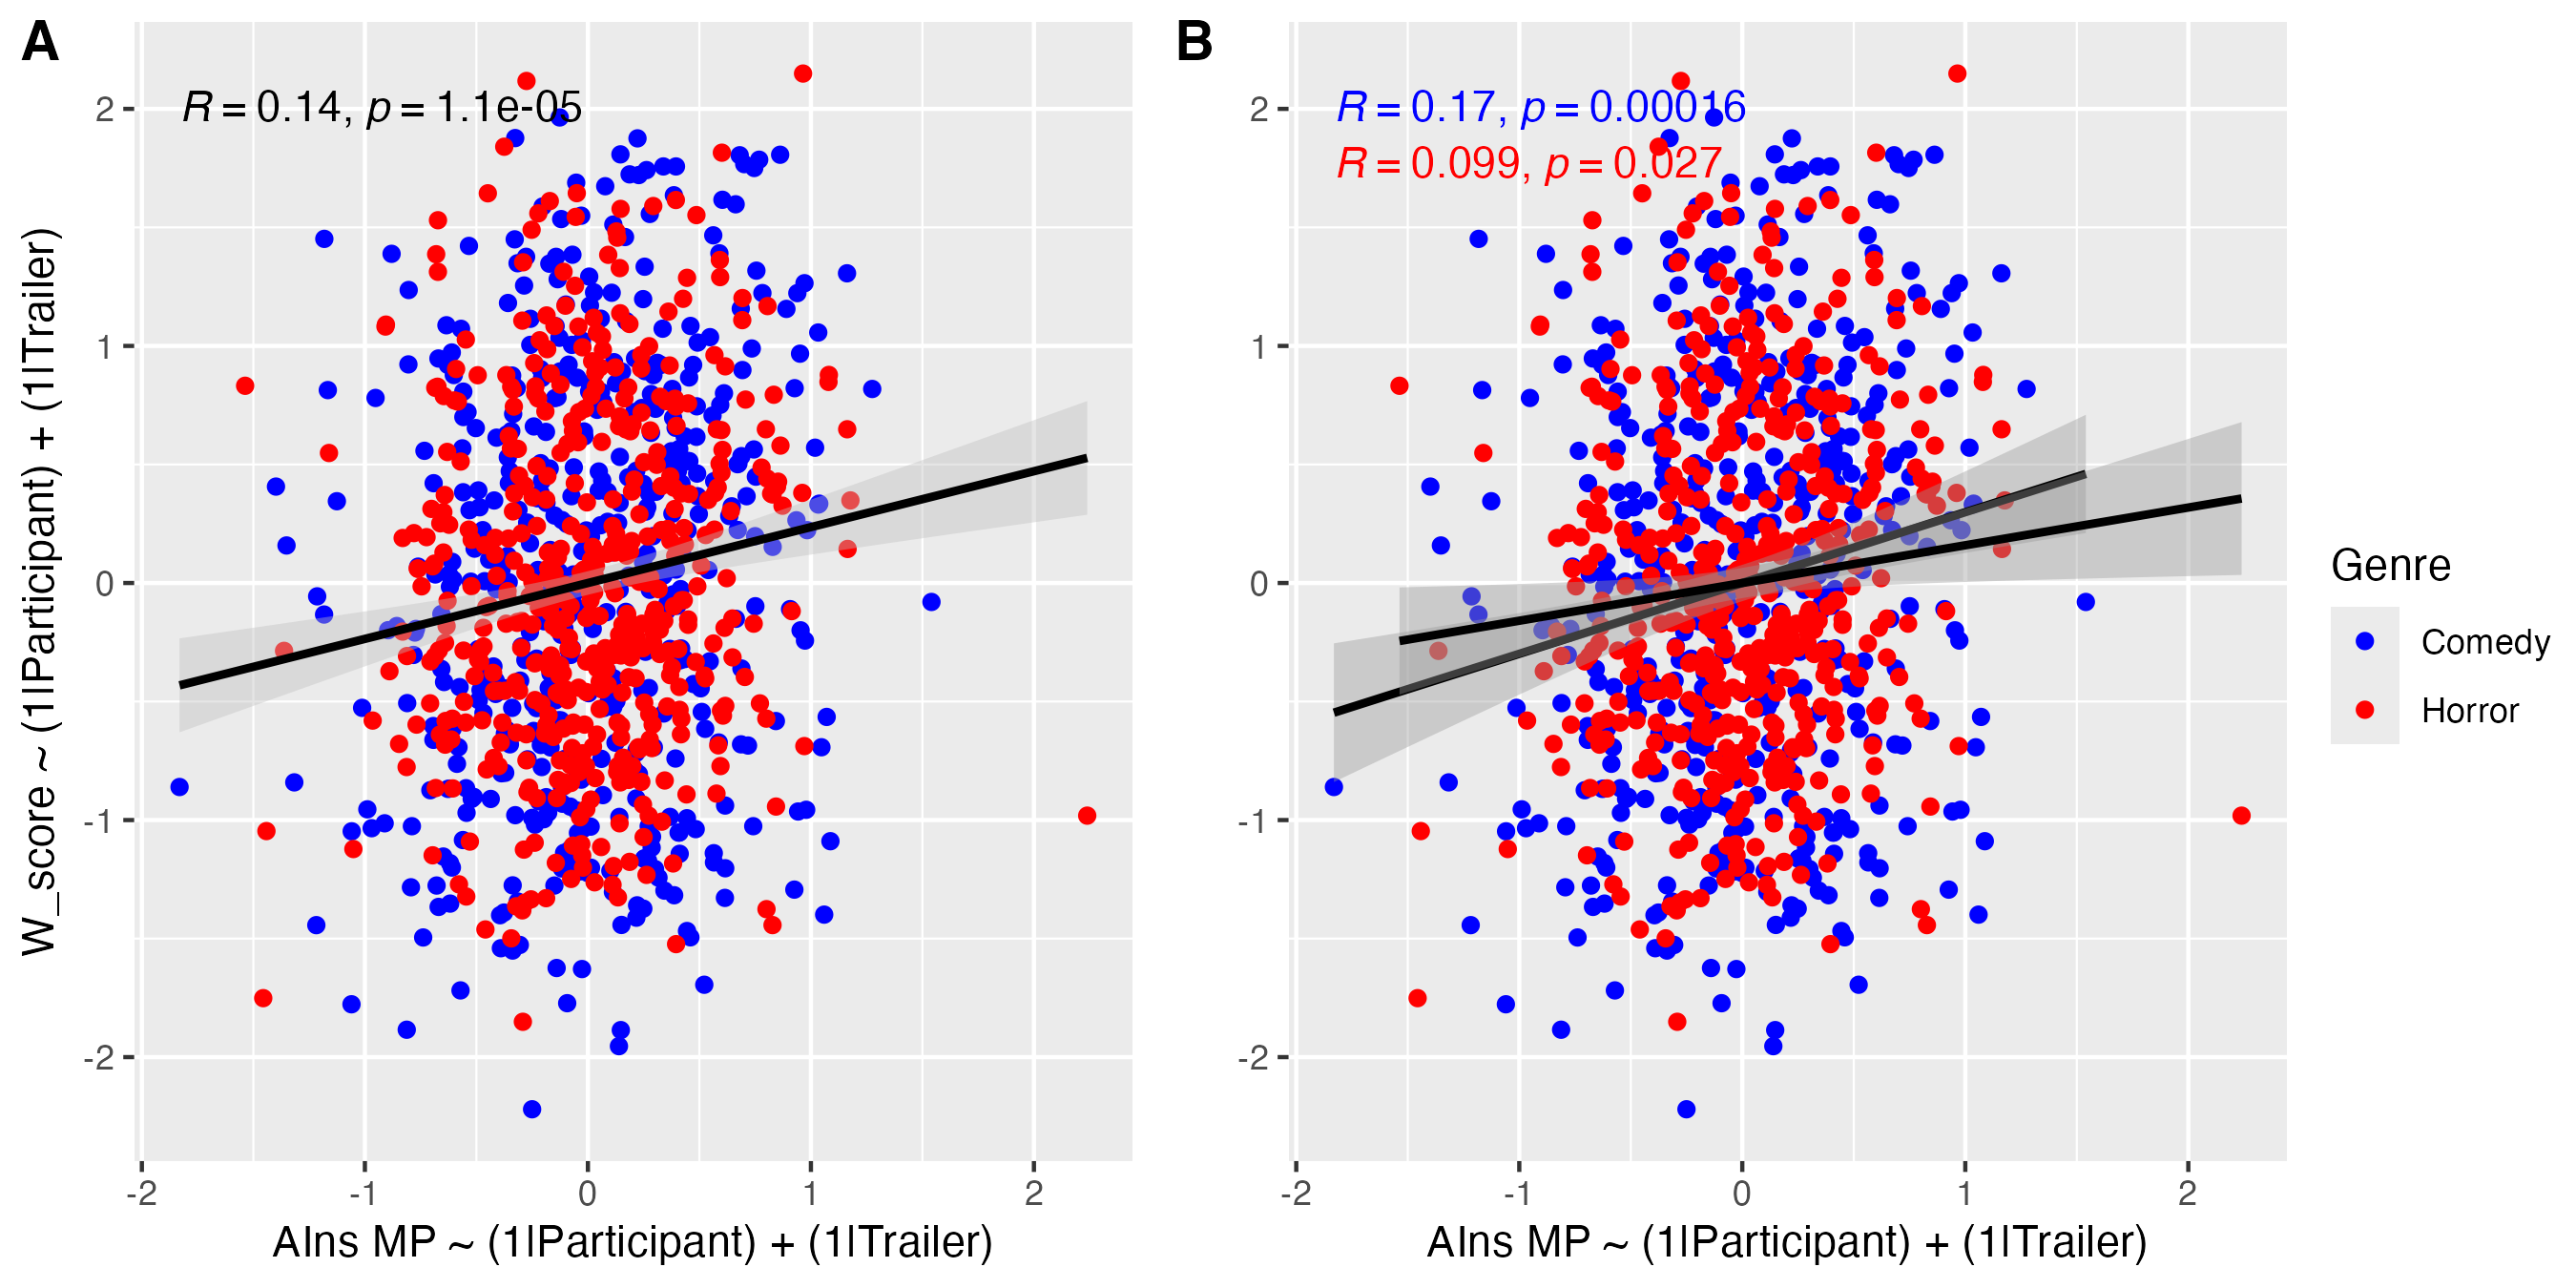 A
R = 0.14, p = 1.1e-05
W_score ~ (1|Participant) + (1|Trailer)
2
1
0
-1
-2
-2 -1 0 1 2
AIns MP ~ (1|Participant) + (1|Trailer)
B
R = 0.17, p = 0.00016
R = 0.099, p = 0.027
2
1
0
-1
-2
-2 -1 0 1 2
AIns MP ~ (1|Participant) + (1|Trailer)
Genre
Comedy
Horror